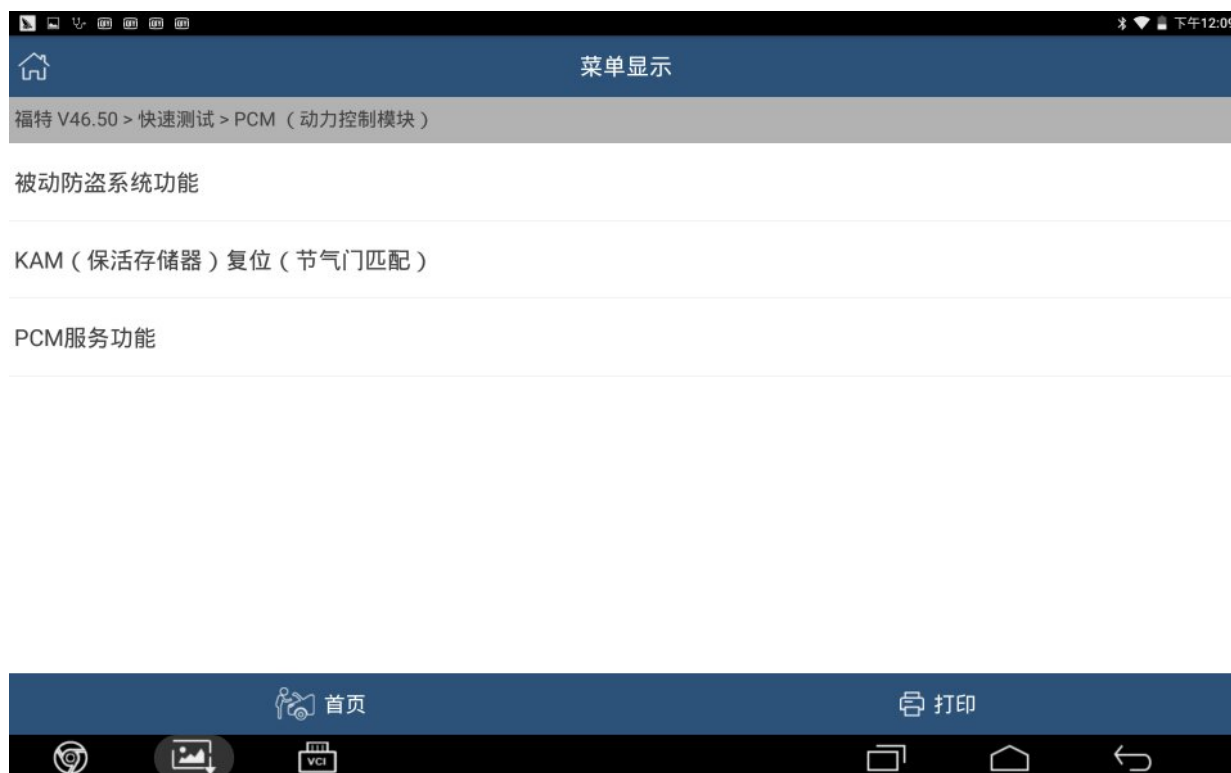 下午12:09
菜单显示
福特 V46.50 > 快速测试 > PCM （动力控制模块）
被动防盗系统功能
KAM（保活存储器）复位（节气门匹配）
PCM服务功能
首页
打印
VCI